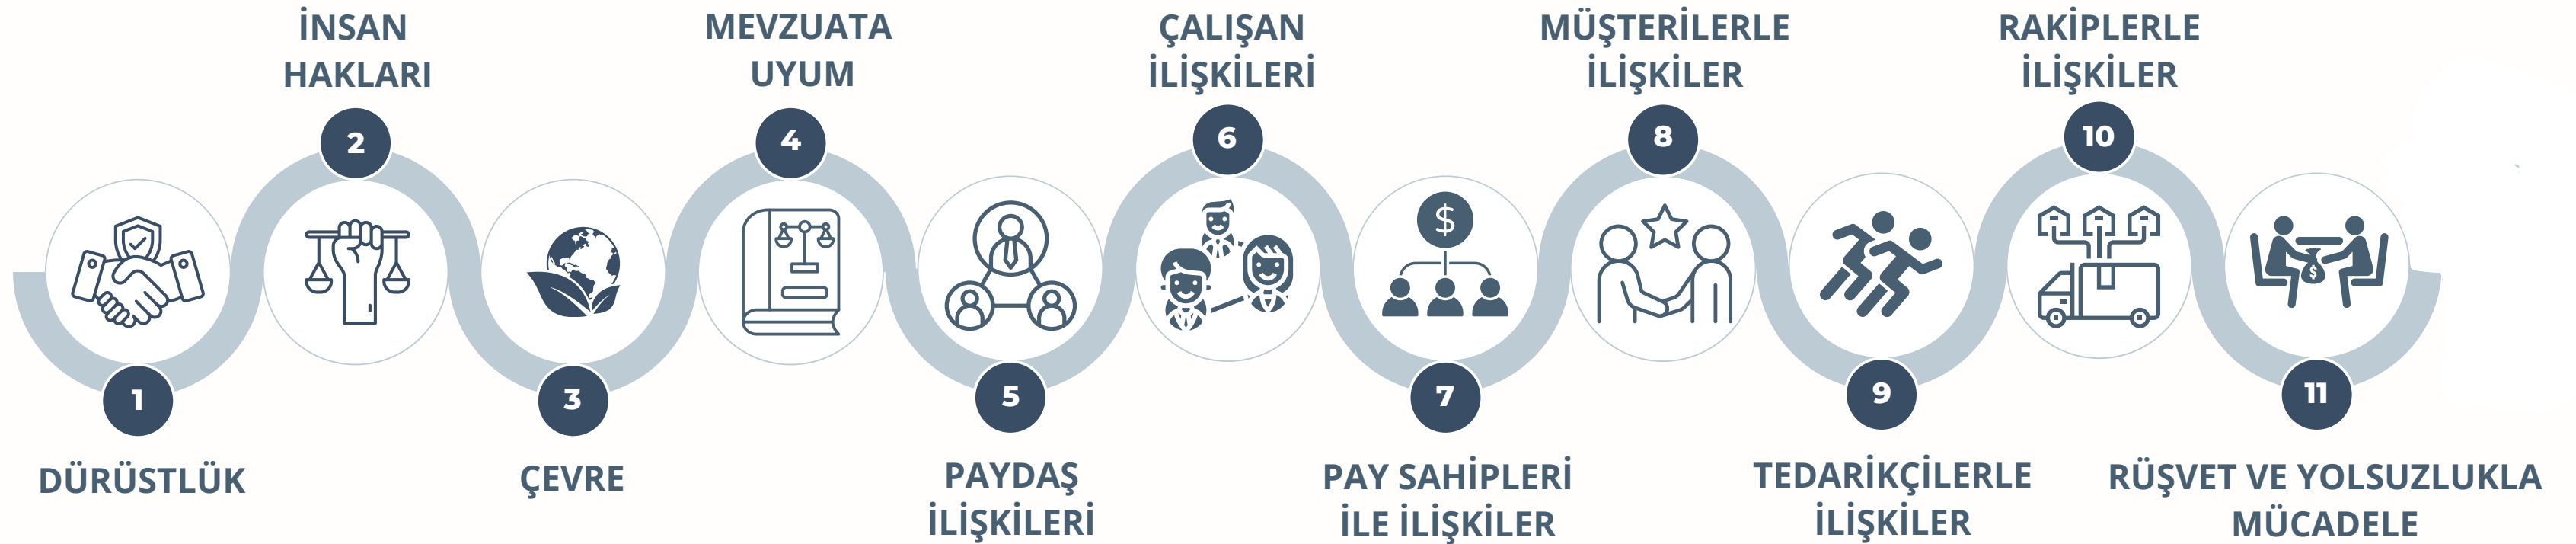 1
DÜRÜSTLÜK
İNSAN
HAKLARI
2
3
ÇEVRE
MEVZUATA
UYUM
4
5
PAYDAŞ
İLİŞKİLERİ
ÇALIŞAN
İLİŞKİLERİ
6
$
7
PAY SAHİPLERİ
İLE İLİŞKİLER
MÜŞTERİLERLE
İLİŞKİLER
8
9
TEDARİKÇİLERLE
İLİŞKİLER
RAKİPLERLE
İLİŞKİLER
10
$
11
RÜŞVET VE YOLSUZLUKLA
MÜCADELE